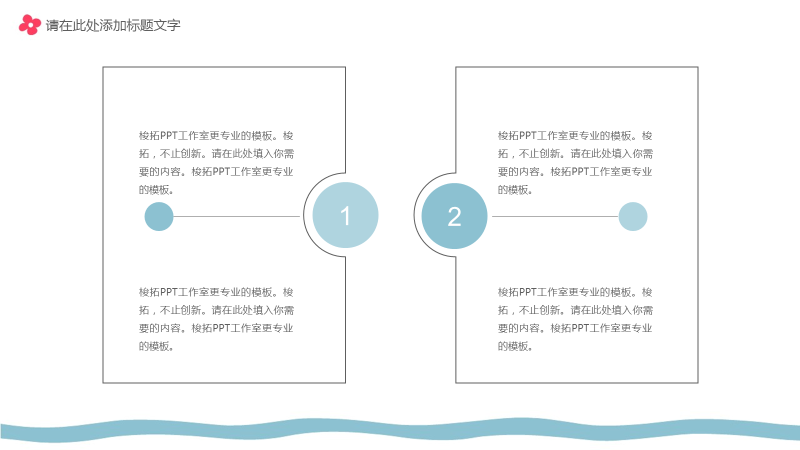 请在此处添加标题文字
梭拓PPT工作室更专业的模板。梭
拓，不止创新。请在此处填入你需
要的内容。梭拓PPT工作室更专业
的模板。
1
梭拓PPT工作室更专业的模板。梭
拓，不止创新。请在此处填入你需
要的内容。梭拓PPT工作室更专业
的模板。
梭拓PPT工作室更专业的模板。梭
拓，不止创新。请在此处填入你需
要的内容。梭拓PPT工作室更专业
的模板。
2
梭拓PPT工作室更专业的模板。梭
拓，不止创新。请在此处填入你需
要的内容。梭拓PPT工作室更专业
的模板。